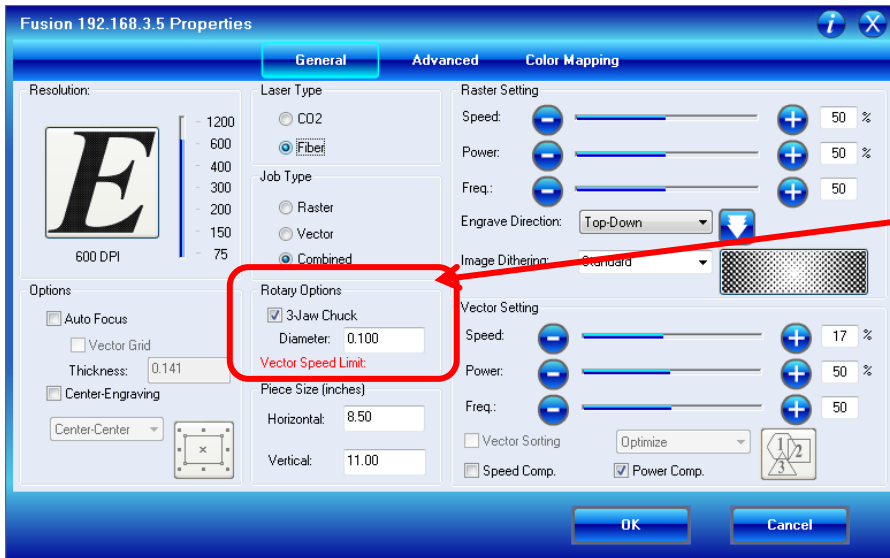 Fusion 192.168.3.5 Properties
i X
General Advanced Color Mapping
Resolution:
E
1200
600
400
300
200
150
75
600 DPI
Options
Auto Focus
Vector Grid
Thickness: 0.141
Center-Engraving
Center-Center
x
Laser Type
CO2
Fiber
Job Type
Raster
Vector
Combined
Rotary Options
3-Jaw Chuck
Diameter: 0.100
Vector Speed Limit:
Piece Size (inches)
Horizontal: 8.50
Vertical: 11.00
Raster Setting
Speed: 50 %
Power: 50 %
Freq.: 50
Engrave Direction: Top-Down
Image Dithering: Standard
Vector Setting
Speed: 17 %
Power: 50 %
Freq.: 50
Vector Sorting Optimize
1 2 3
Speed Comp. Power Comp.
OK Cancel